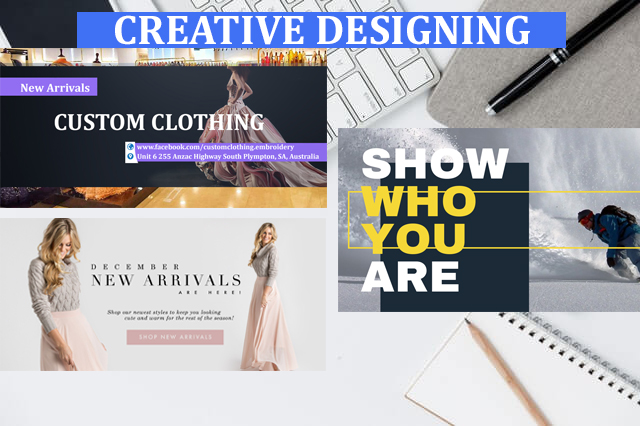 CREATIVE DESIGNING
New Arrivals
CUSTOM CLOTHING
www.facebook.com/customclothing.embroidery
Unit 6 255 Anzac Highway South Plympton, SA, Australia
SHOW
WHO
YOU
ARE
DECEMBER
NEW ARRIVALS
ARE HERE!
Shop our newest styles to keep you looking
cute and warm for the rest of the season!
SHOP NEW ARRIVALS